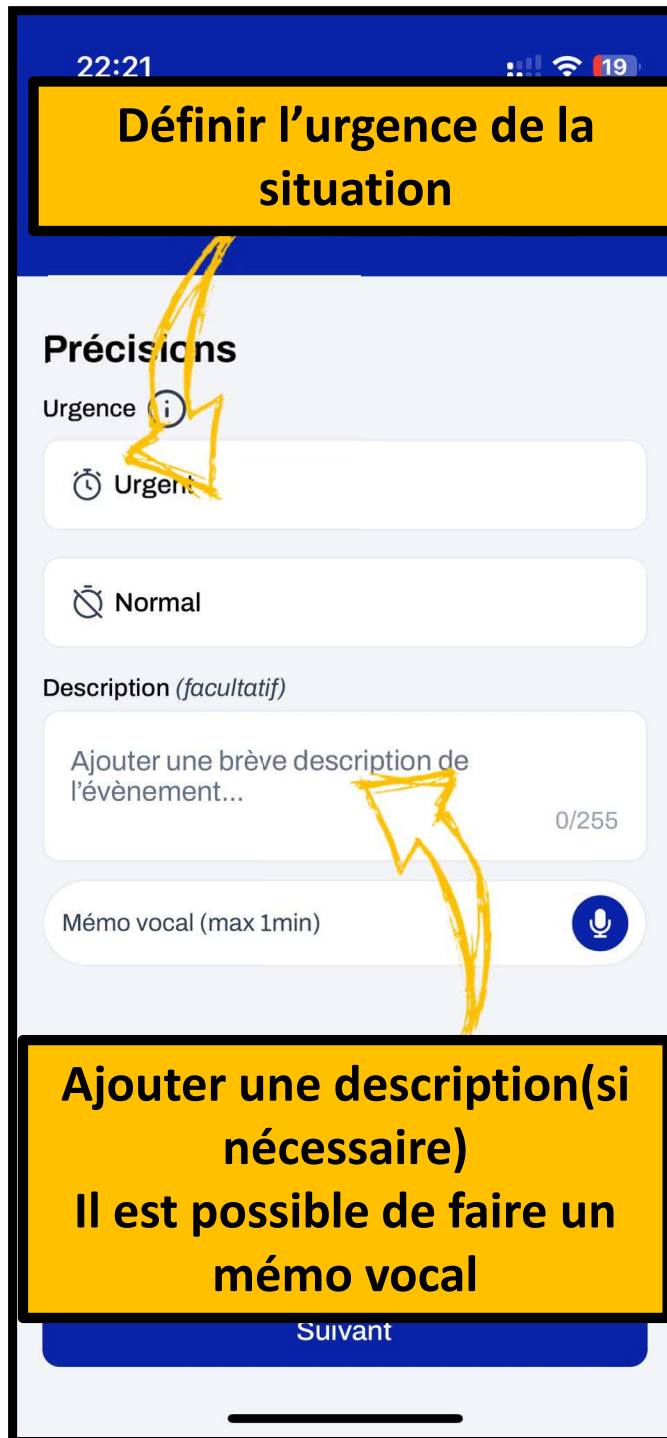 22:21
19
Définir l’urgence de la
situation
Précisions
Urgence
Urgent
Normal
Description (facultatif)
Ajouter une brève description de
l’évènement...
0/255
Mémo vocal (max 1min)
Ajouter une description(si
nécessaire)
Il est possible de faire un
mémo vocal
Suivant